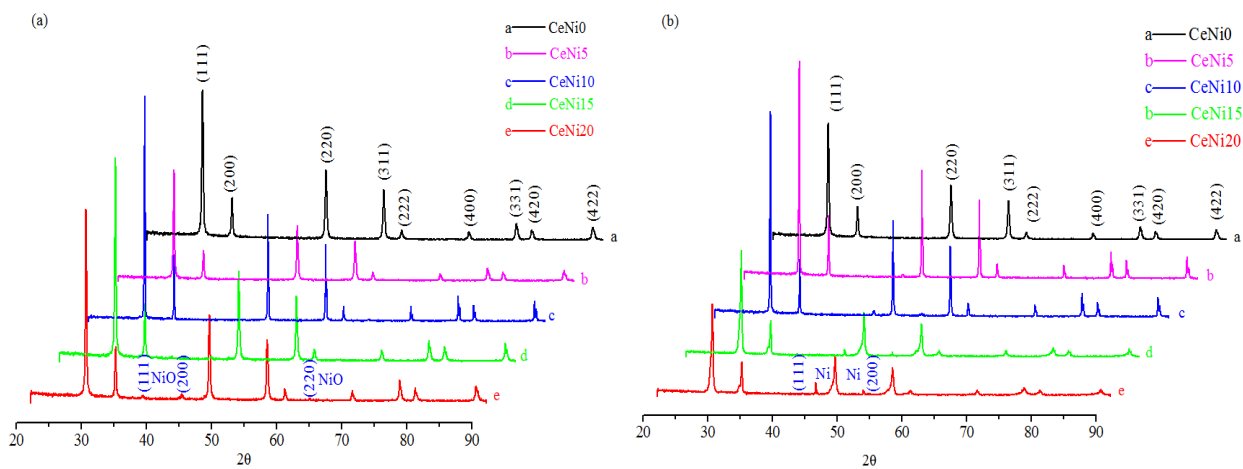 (a)
a CeNi0
b CeNi5
c CeNi10
d CeNi15
e CeNi20
(111)
(200)
(220)
(311)
(222)
(400)
(331)
(420)
(422)
a
b
c
d
e
(111)
NiO
(200)
(220)
NiO
20 30 40 50 60 70 80 90
2θ
(b)
a CeNi0
b CeNi5
c CeNi10
b CeNi15
e CeNi20
(111)
(200)
(220)
(311)
(222)
(400)
(331)
(420)
(422)
a
b
c
d
e
(111)
Ni
Ni
(200)
20 30 40 50 60 70 80 90
2θ